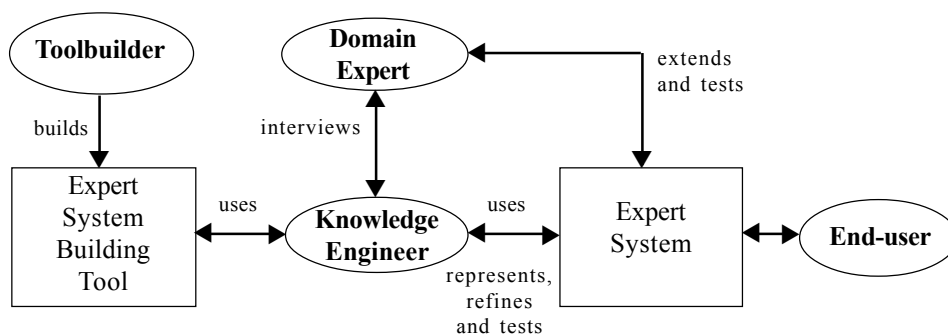 Toolbuilder
Domain
Expert
extends
and tests
builds
interviews
Expert
System
Building
Tool
uses
Knowledge
Engineer
uses
represents,
refines
and tests
Expert
System
End-user